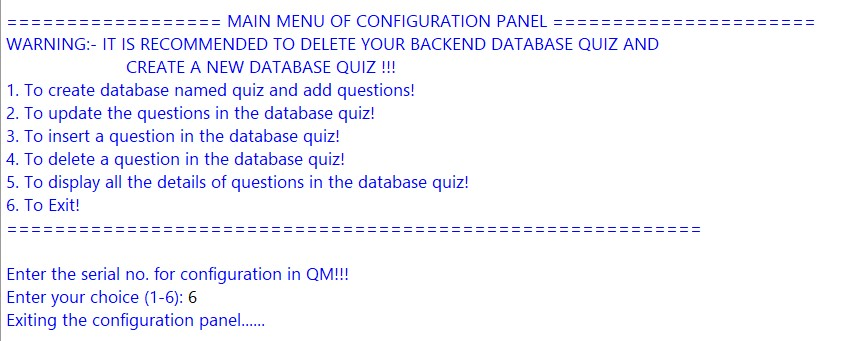 ================== MAIN MENU OF CONFIGURATION PANEL ======================
WARNING:- IT IS RECOMMENDED TO DELETE YOUR BACKEND DATABASE QUIZ AND
CREATE A NEW DATABASE QUIZ !!!
1. To create database named quiz and add questions!
2. To update the questions in the database quiz!
3. To insert a question in the database quiz!
4. To delete a question in the database quiz!
5. To display all the details of questions in the database quiz!
6. To Exit!
==========================================================
Enter the serial no. for configuration in QM!!!
Enter your choice (1-6): 6
Exiting the configuration panel......